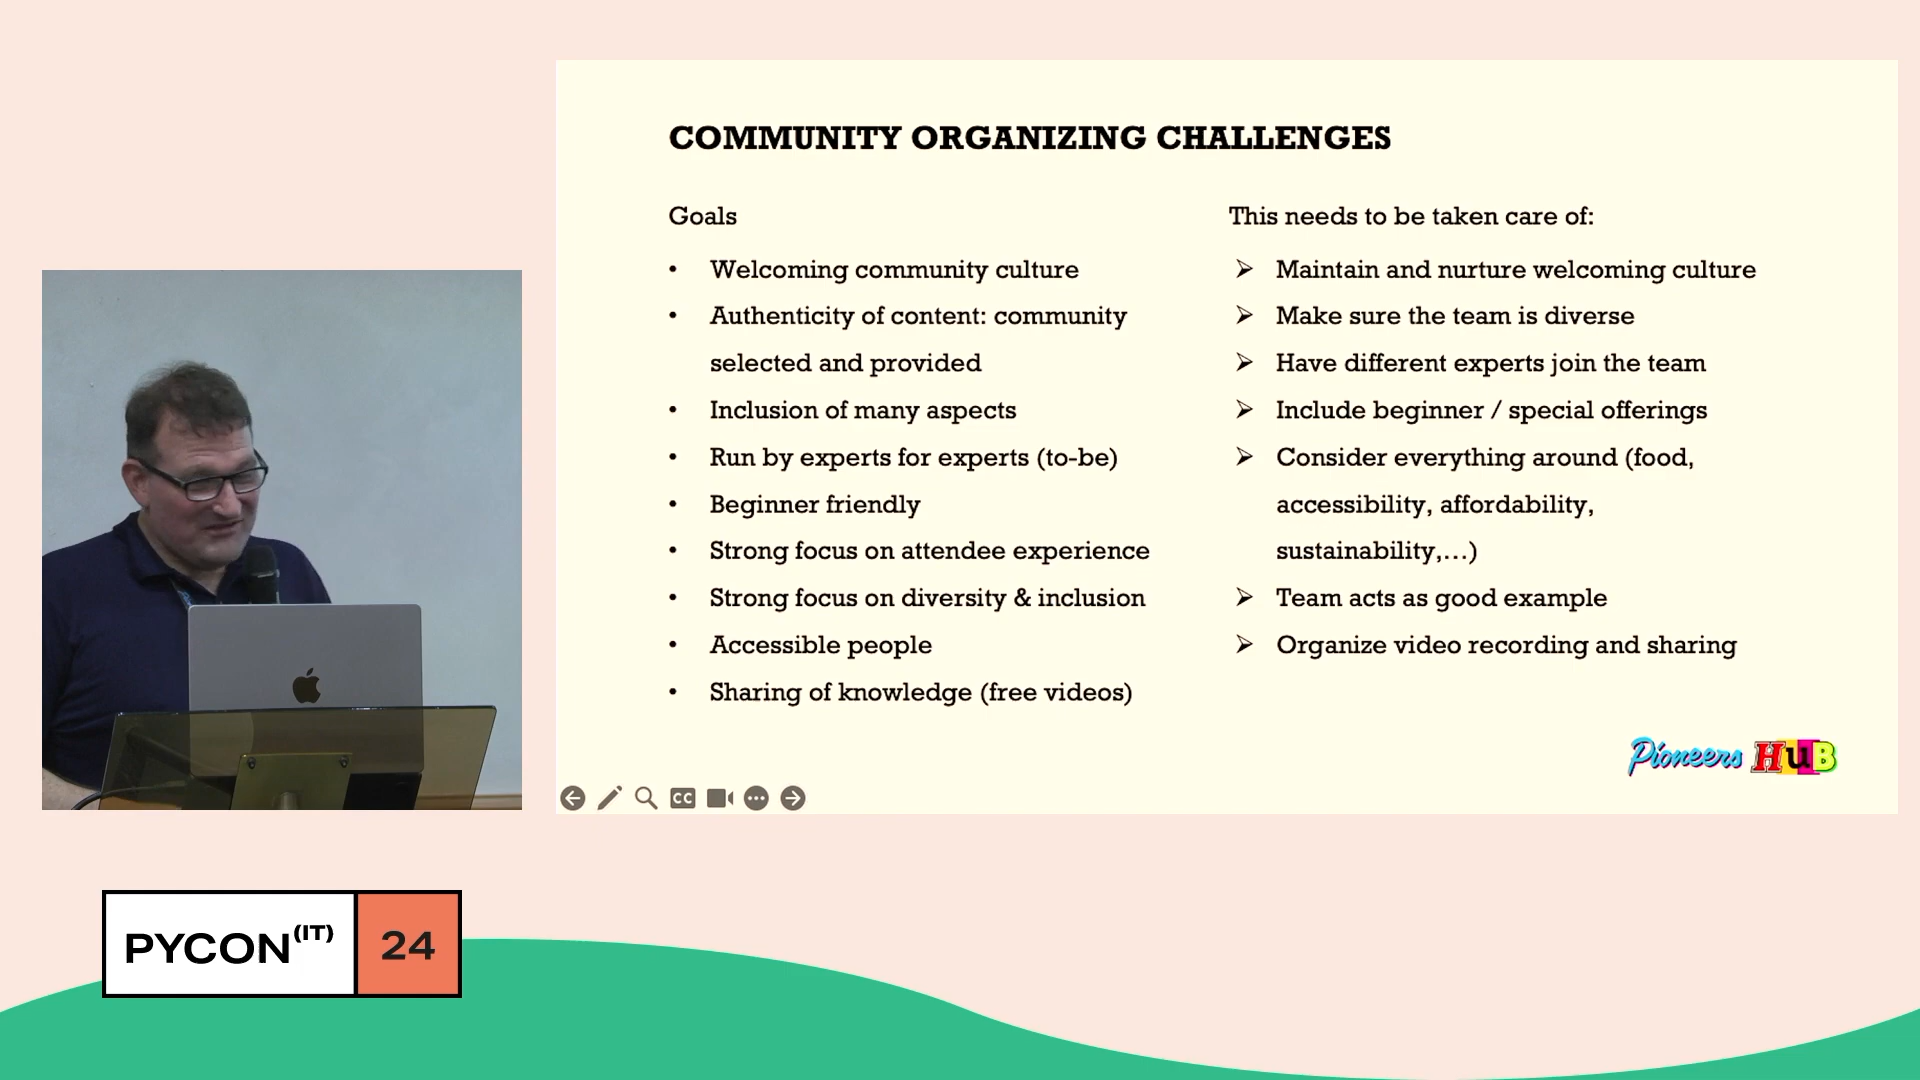 COMMUNITY ORGANIZING CHALLENGES
Goals
• Welcoming community culture
• Authenticity of content: community
selected and provided
• Inclusion of many aspects
• Run by experts for experts (to-be)
• Beginner friendly
• Strong focus on attendee experience
• Strong focus on diversity & inclusion
• Accessible people
• Sharing of knowledge (free videos)
This needs to be taken care of:
➢ Maintain and nurture welcoming culture
➢ Make sure the team is diverse
➢ Have different experts join the team
➢ Include beginner / special offerings
➢ Consider everything around (food,
accessibility, affordability,
sustainability,...)
➢ Team acts as good example
➢ Organize video recording and sharing
Pioneers HuB
CC
PYCON(IT) 24